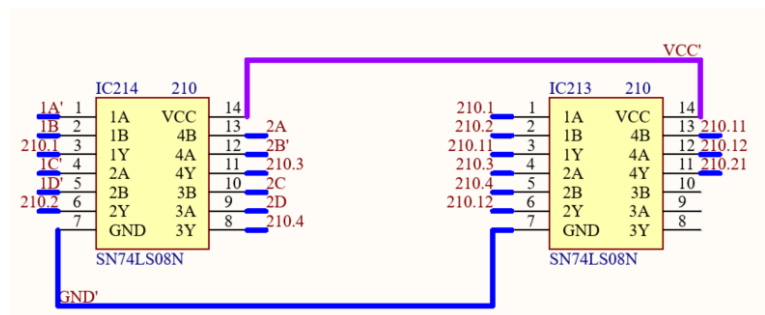 VCC'
IC214 210
1A' 1 1A VCC 14
1B 2 1B 4B 13 2A
210.1 3 1Y 4A 12 2B'
1C' 4 2A 4Y 11 210.3
1D' 5 2B 3B 10 2C
210.2 6 2Y 3A 9 2D
7 GND 3Y 8 210.4
SN74LS08N
GND'
IC213 210
210.1 1 1A VCC 14
210.2 2 1B 4B 13 210.11
210.11 3 1Y 4A 12 210.12
210.3 4 2A 4Y 11 210.21
210.4 5 2B 3B 10
210.12 6 2Y 3A 9
7 GND 3Y 8
SN74LS08N